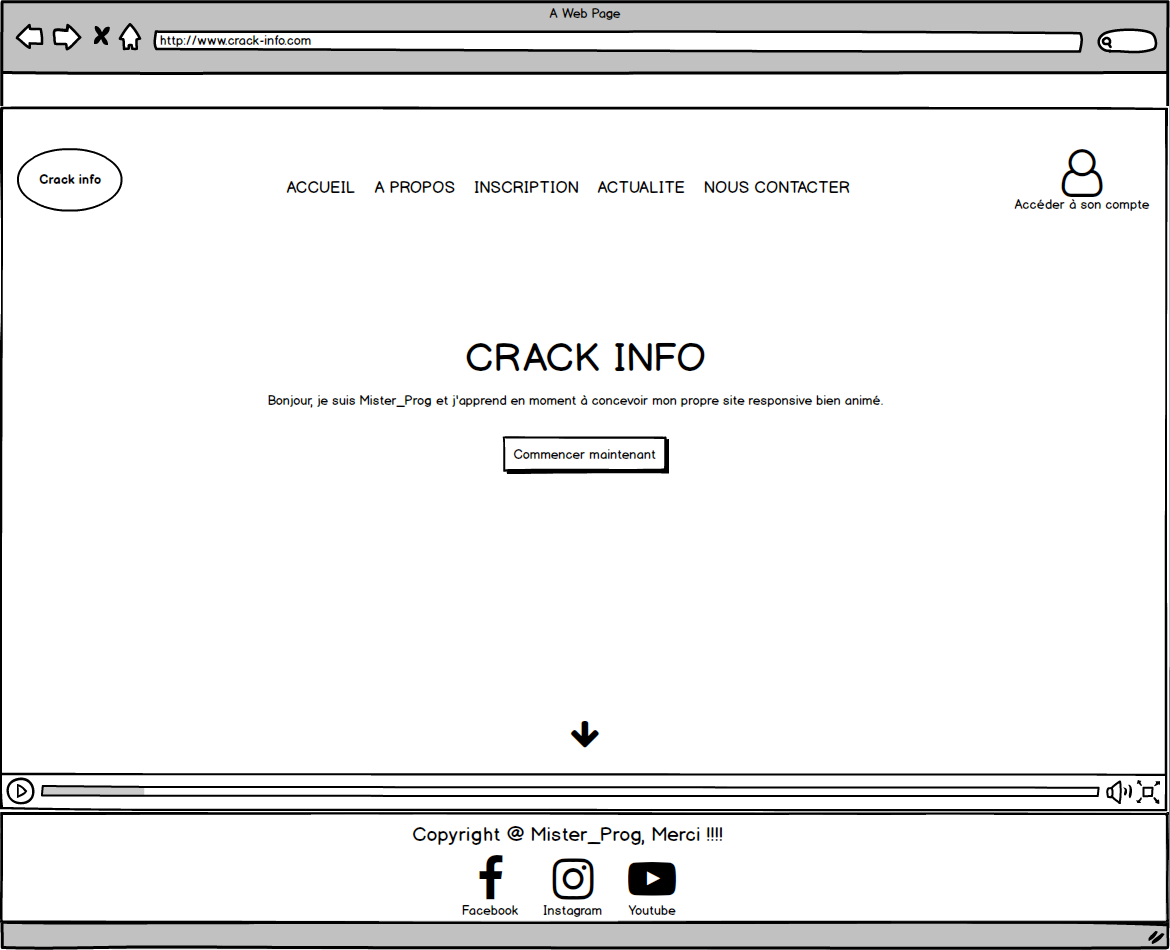 A Web Page
http://www.crack-info.com
Crack info
ACCUEIL A PROPOS INSCRIPTION ACTUALITE NOUS CONTACTER
Accéder à son compte
CRACK INFO
Bonjour, je suis Mister_Prog et j'apprend en moment à concevoir mon propre site responsive bien animé.
Commencer maintenant
Copyright @ Mister_Prog, Merci !!!!
Facebook Instagram Youtube